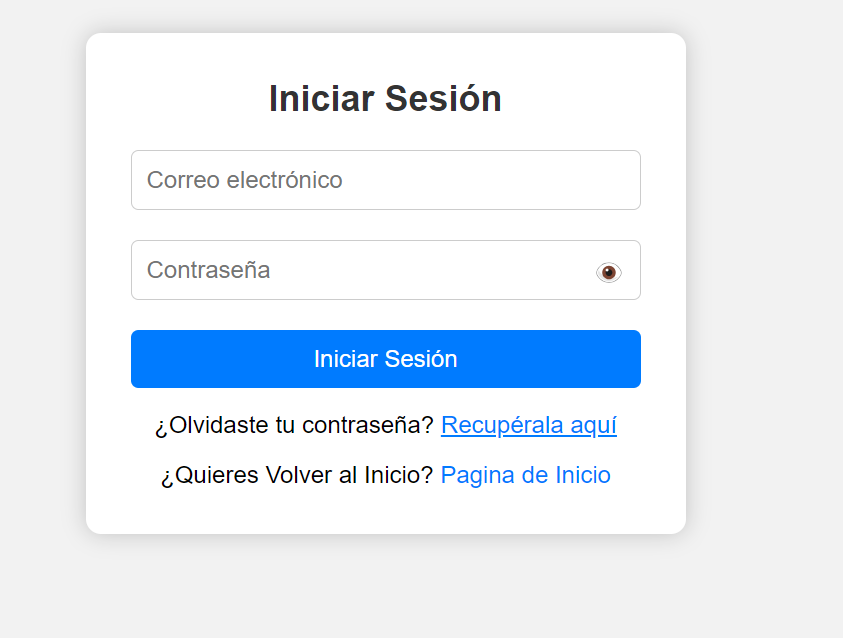 Iniciar Sesión
Correo electrónico
Contraseña
Iniciar Sesión
¿Olvidaste tu contraseña? Recupérala aquí
¿Quieres Volver al Inicio? Pagina de Inicio